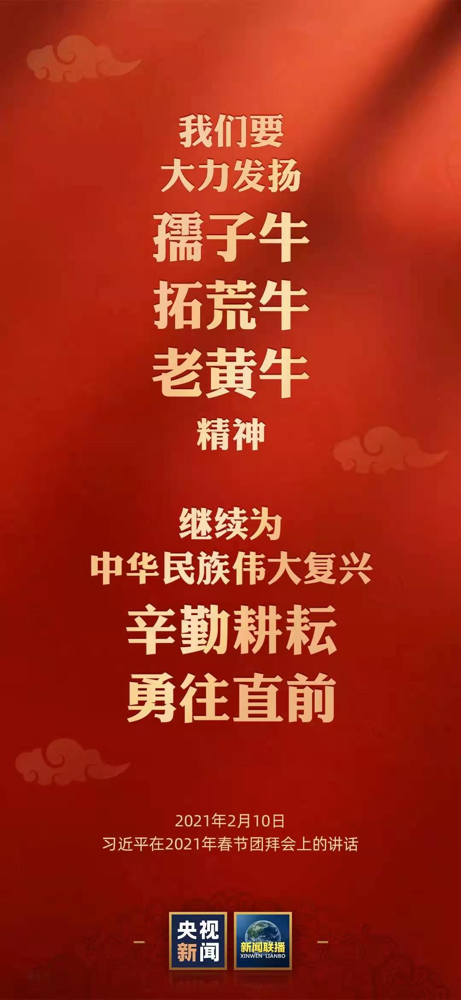 我们要
大力发扬
孺子牛
拓荒牛
老黄牛
精神
继续为
中华民族伟大复兴
辛勤耕耘
勇往直前
2021年2月10日
习近平在2021年春节团拜会上的讲话
央视
新闻
新闻联播
XINWEN LIANBO